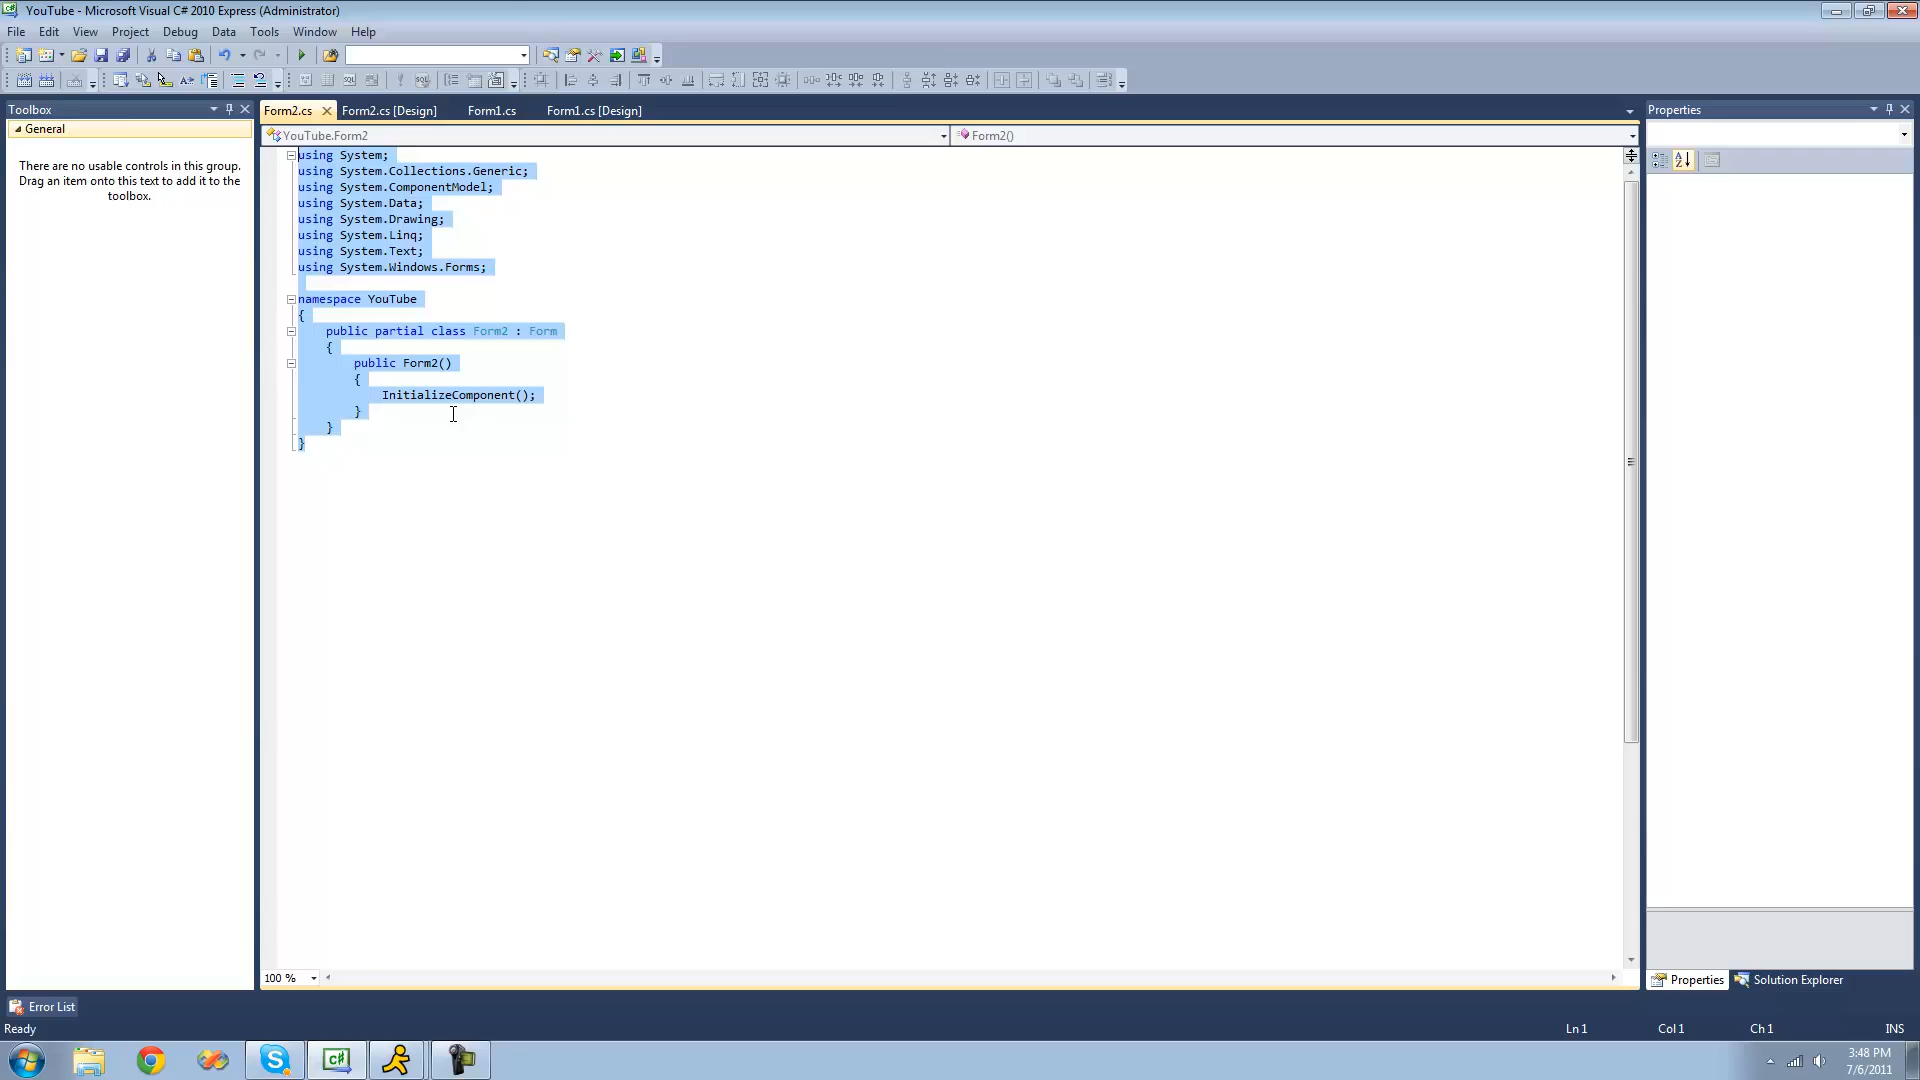 YouTube - Microsoft Visual C# 2010 Express (Administrator)
File Edit View Project Debug Data Tools Window Help
Toolbox
General
There are no usable controls in this group.
Drag an item onto this text to add it to the
toolbox.
Form2.cs Form2.cs [Design] Form1.cs Form1.cs [Design]
YouTube.Form2 Form2()
using System;
using System.Collections.Generic;
using System.ComponentModel;
using System.Data;
using System.Drawing;
using System.Linq;
using System.Text;
using System.Windows.Forms;
namespace YouTube
{
public partial class Form2 : Form
{
public Form2()
{
InitializeComponent();
}
}
}
100 %
Properties
Properties Solution Explorer
Error List
Ready Ln 1 Col 1 Ch 1 INS
3:48 PM
7/6/2011